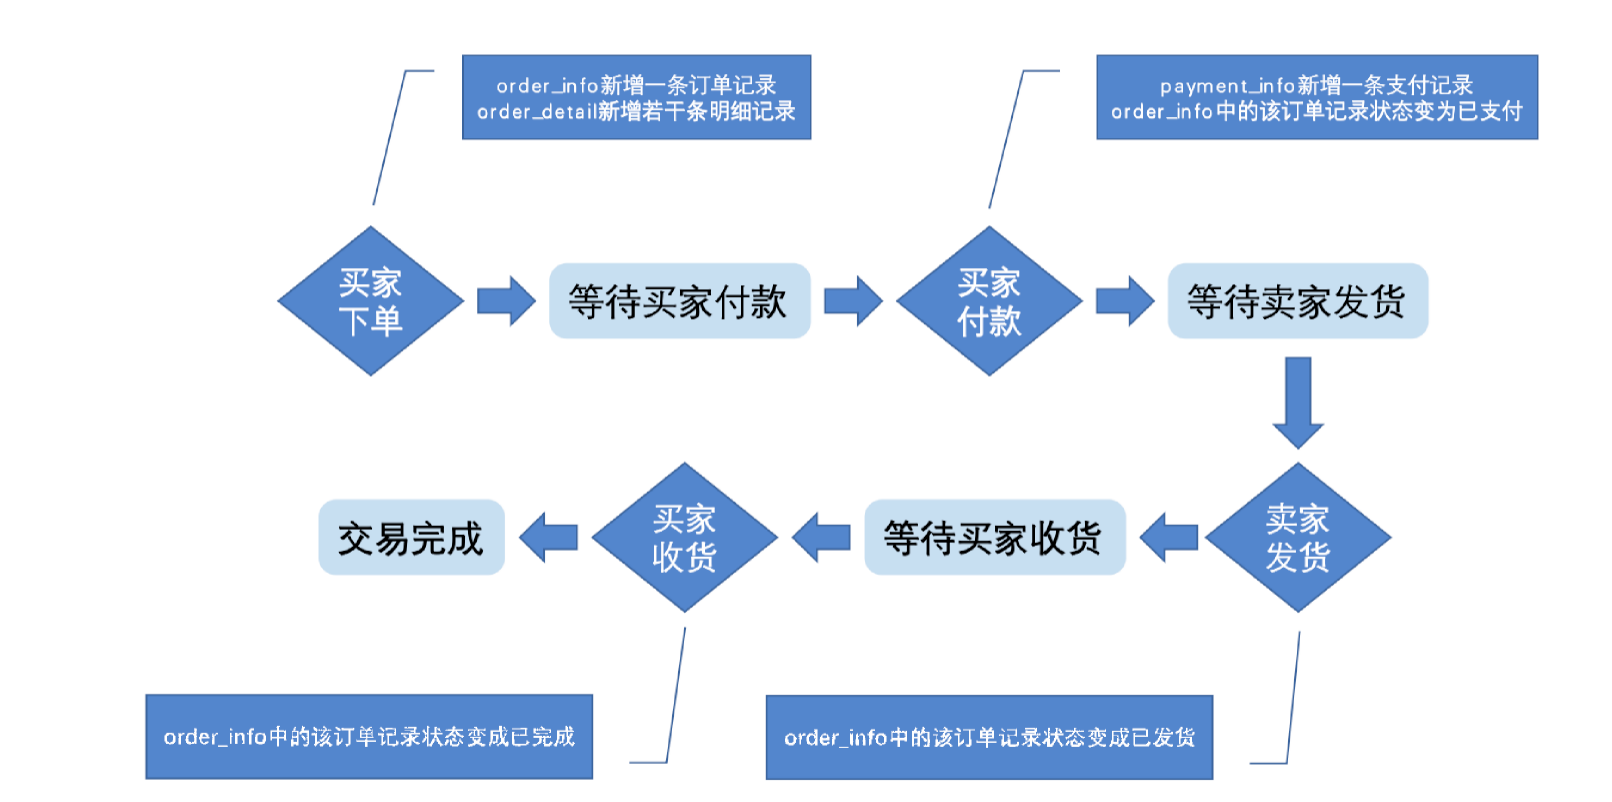 order_info新增一条订单记录
order_detail新增若干条明细记录
payment_info新增一条支付记录
order_info中的该订单记录状态变为已支付
买家
下单
等待买家付款
买家
付款
等待卖家发货
卖家
发货
等待买家收货
买家
收货
交易完成
order_info中的该订单记录状态变成已完成
order_info中的该订单记录状态变成已发货